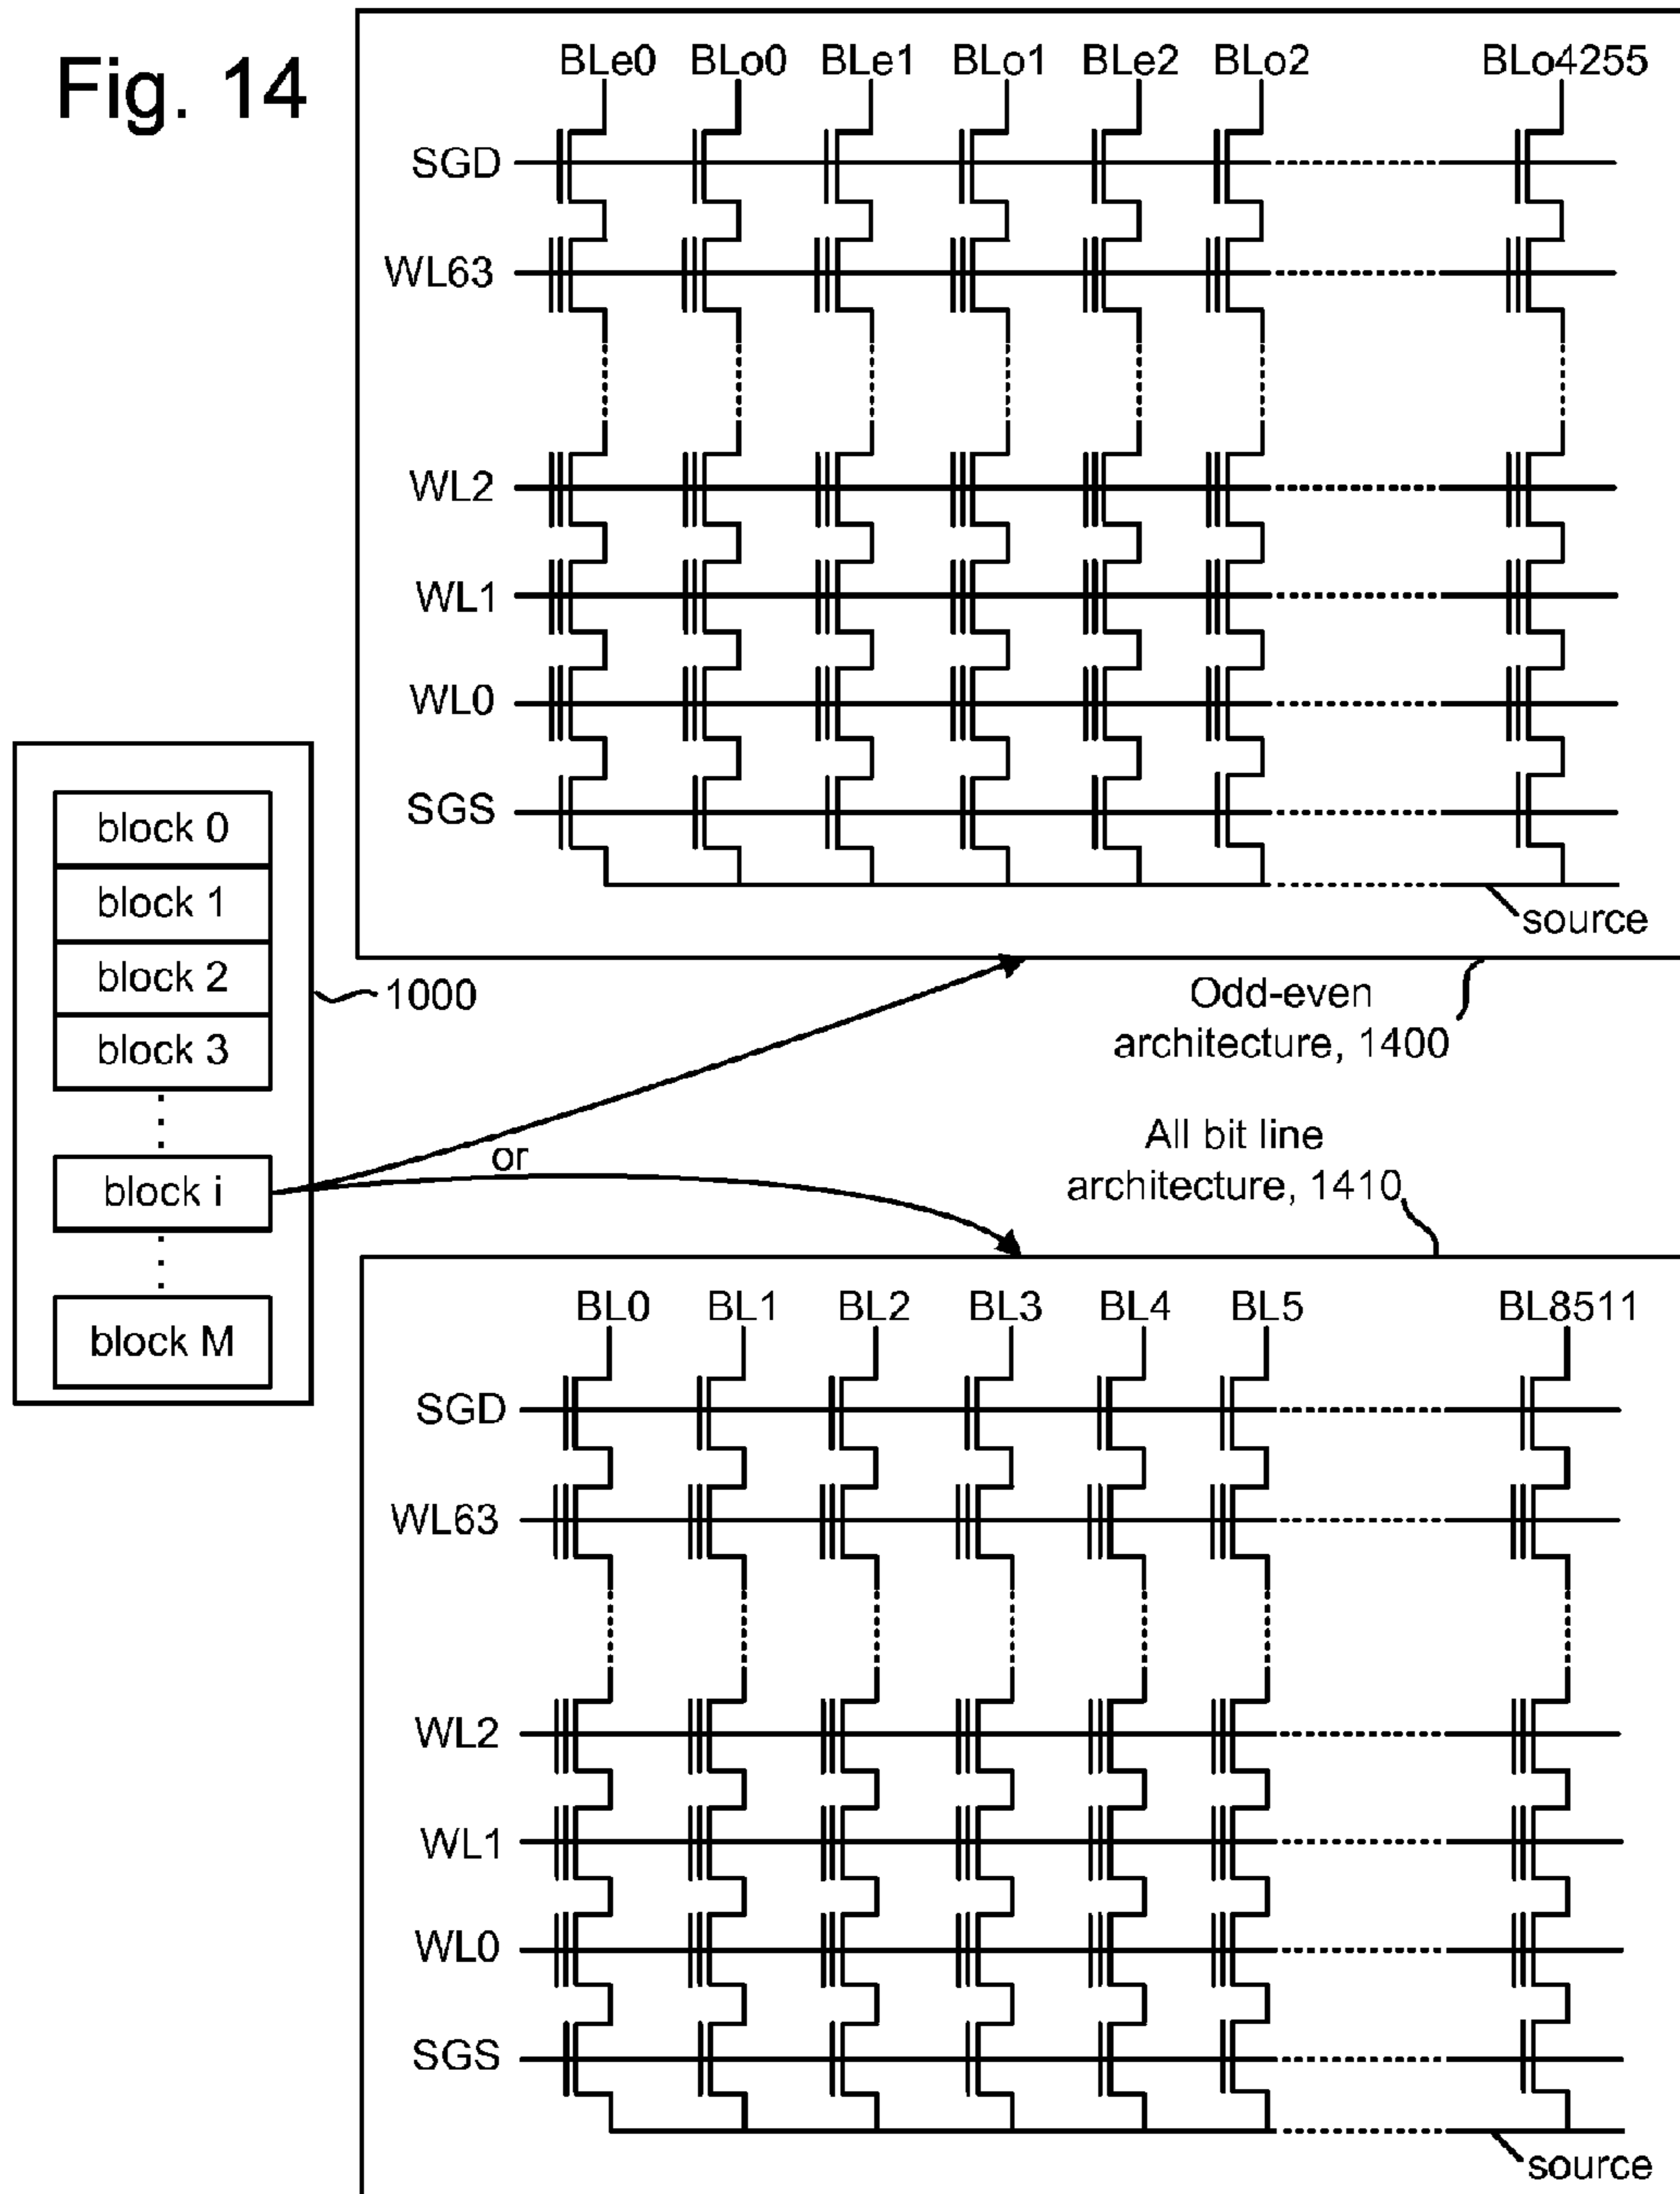 Fig. 14
BLe0 BLo0 BLe1 BLo1 BLe2 BLo2 BLo4255
SGD
WL63
WL2
WL1
WL0
SGS
source
Odd-even
architecture, 1400
block 0
block 1
block 2
block 3
block i
block M
1000
or
All bit line
architecture, 1410
BL0 BL1 BL2 BL3 BL4 BL5 BL8511
SGD
WL63
WL2
WL1
WL0
SGS
source